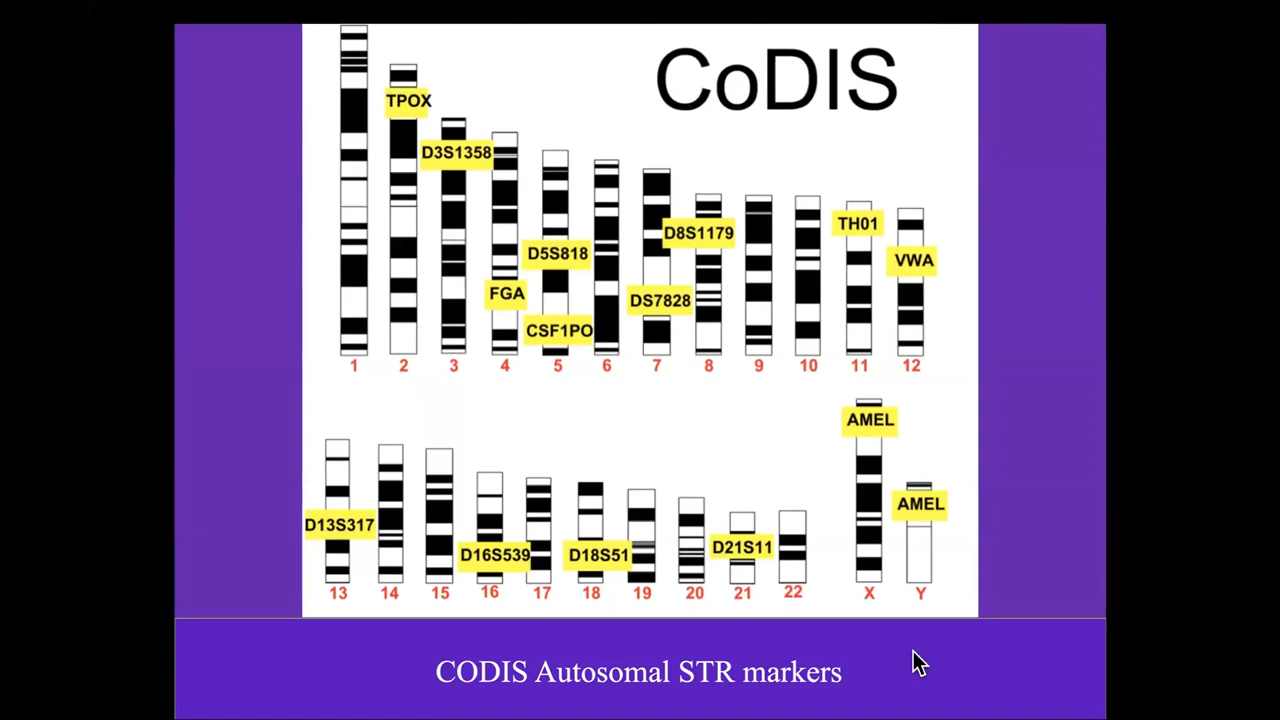 CoDIS
TPOX
D3S1358
TH01
D8S1179
D5S818
VWA
FGA
DS7828
CSF1PO
1 2 3 4 5 6 7 8 9 10 11 12
AMEL
AMEL
D13S317
D16S539
D18S51
D21S11
13 14 15 16 17 18 19 20 21 22 X Y
CODIS Autosomal STR markers